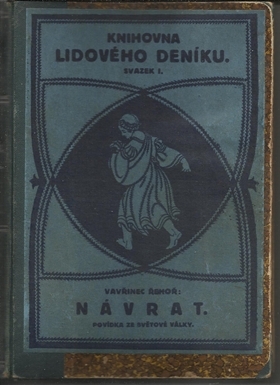 KNIHOVNA
LIDOVÉHO DENÍKU.
SVAZEK I.
VAVŘINEC ŘEHOŘ:
NÁVRAT.
POVÍDKA ZE SVĚTOVÉ VÁLKY.